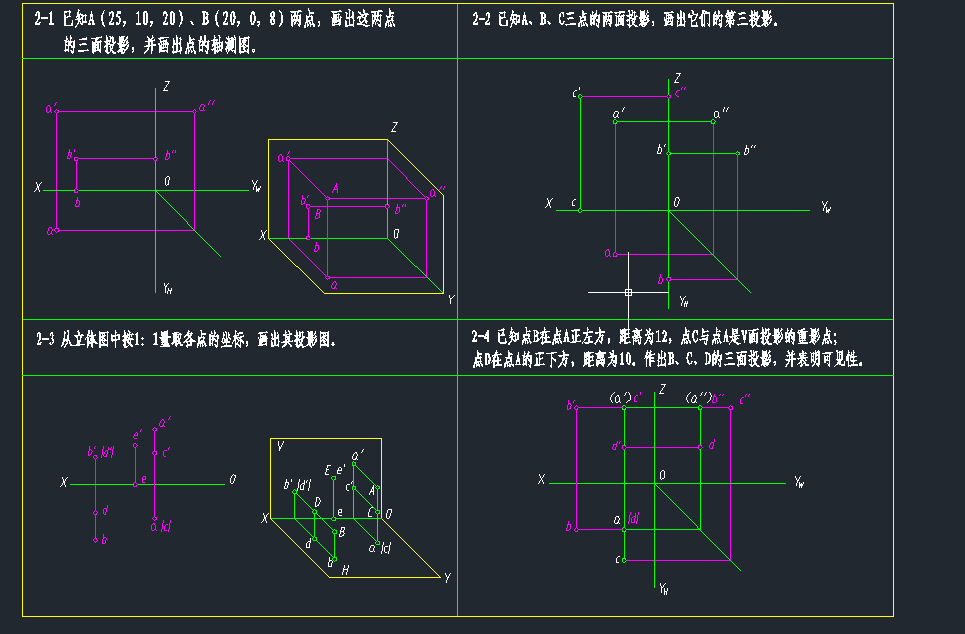 2-1 已知A(25,10,20)、B(20,0,8)两点,画出这两点
的三面投影,并画出点的轴测图。
Z
a' a''
b' b''
X O YW
b
a
YH
Z
a' A a''
b' B b''
X b O
a
Y
2-2 已知A、B、C三点的两面投影,画出它们的第三投影。
Z
c' c''
a' a''
b' b''
X c O YW
a
b
YH
2-3 从立体图中按1:1量取各点的坐标,画出其投影图。
a'
e'
b'(d') c'
X e O
d
a(c)
b
V
a'
E e'
b'(d') c' A
D
X e C O
d B a(c)
b H
Y
2-4 已知点B在点A正左方,距离为12,点C与点A是V面投影的重影点;
点D在点A的正下方,距离为10。作出B、C、D的三面投影,并表明可见性。
Z
b' (a')c' (a'')b'' c''
d' d
X O YW
b a(d)
c
YH